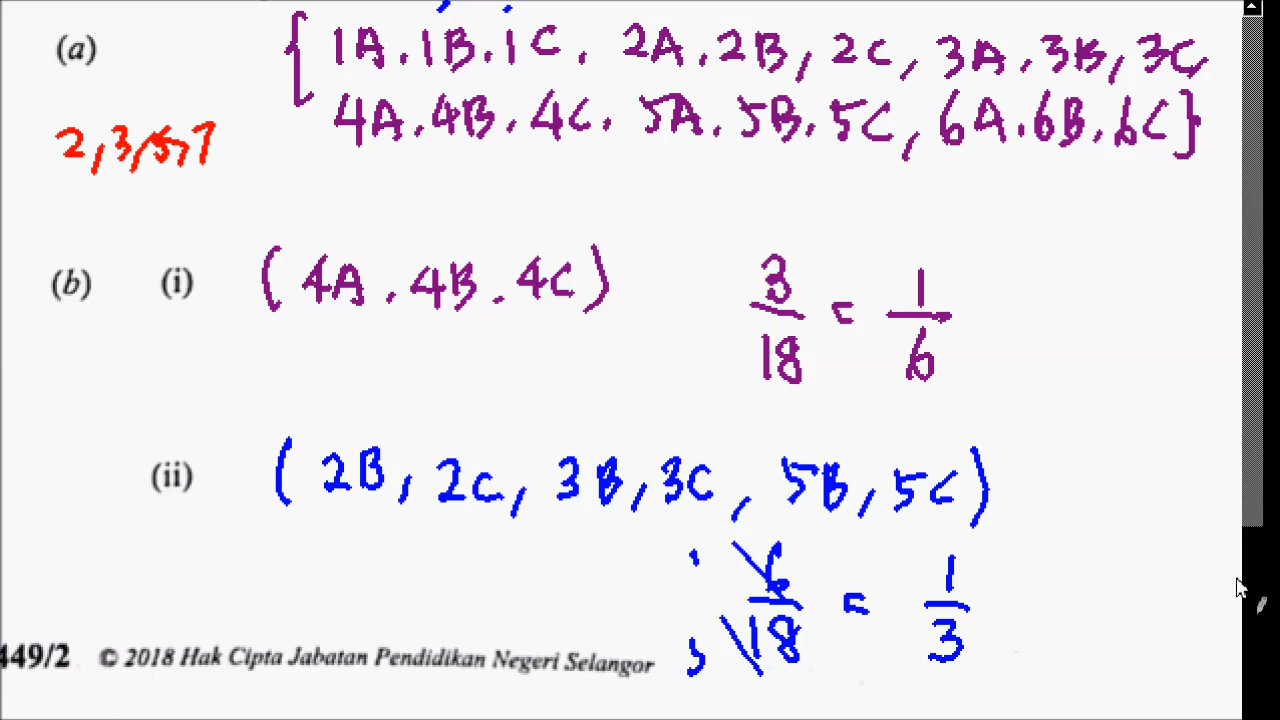 (a) { 1A . 1B . 1C . 2A . 2B , 2C , 3A . 3B , 3C ,
4A . 4B . 4C . 5A . 5B . 5C , 6A . 6B . 6C }
2,3,5,7
(b) (i) ( 4A . 4B . 4C ) 3/18 = 1/6
(ii) ( 2B , 2C , 3B , 3C , 5B , 5C )
1 6/18 3 = 1/3
449/2 © 2018 Hak Cipta Jabatan Pendidikan Negeri Selangor